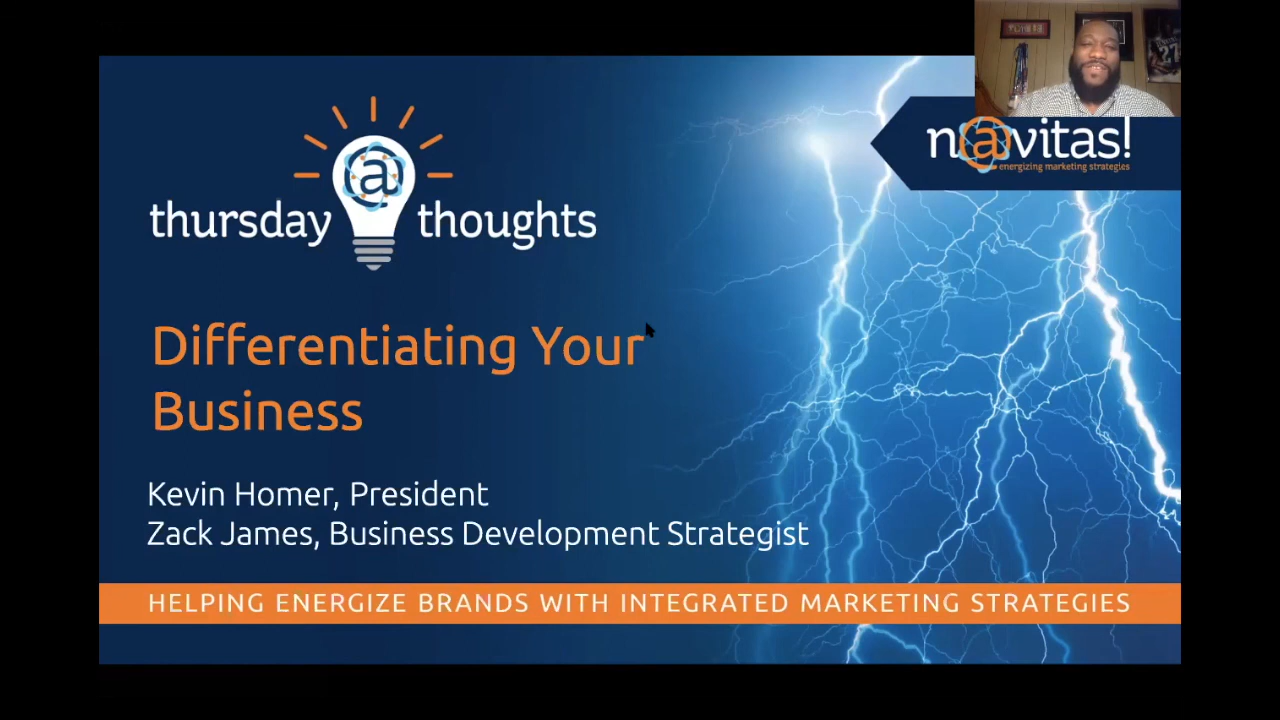 n@vitas!
energizing marketing strategies
thursday @ thoughts
Differentiating Your
Business
Kevin Homer, President
Zack James, Business Development Strategist
HELPING ENERGIZE BRANDS WITH INTEGRATED MARKETING STRATEGIES
27